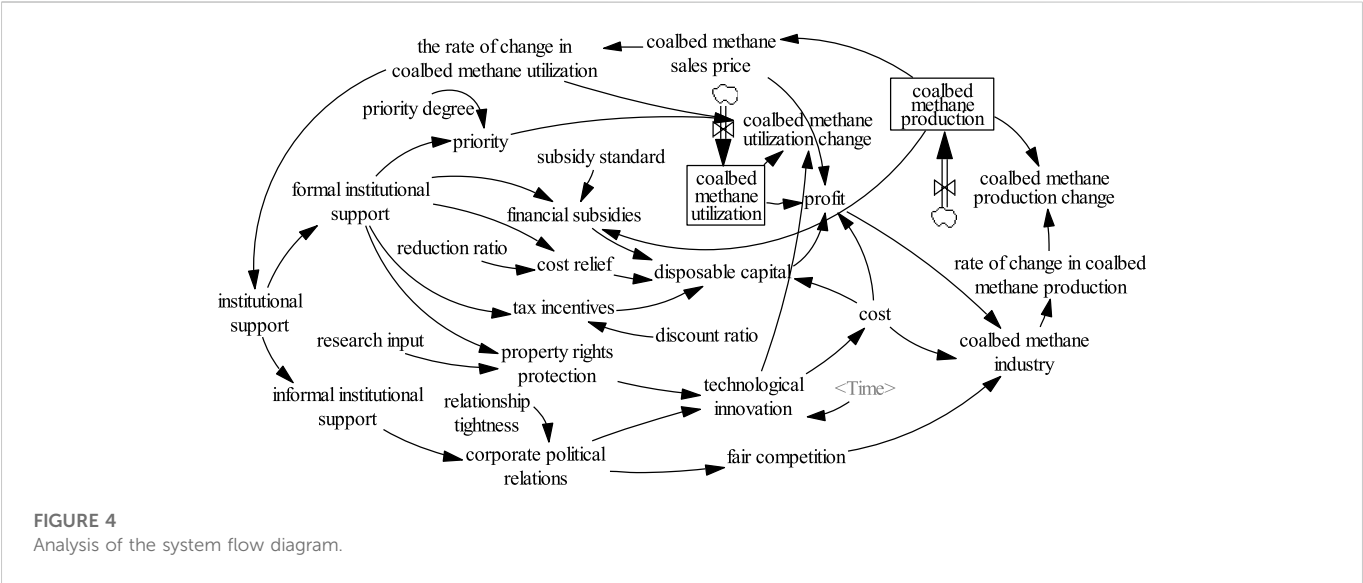 the rate of change in
coalbed methane utilization
coalbed methane
sales price
priority degree
priority
coalbed methane
utilization change
coalbed
methane
production
subsidy standard
coalbed
methane
utilization
profit
coalbed methane
production change
formal institutional
support
financial subsidies
reduction ratio
cost relief
disposable capital
rate of change in coalbed
methane production
institutional
support
tax incentives
discount ratio
cost
research input
property rights
protection
coalbed methane
industry
informal institutional
support
relationship
tightness
technological
innovation
<Time>
corporate political
relations
fair competition
FIGURE 4
Analysis of the system flow diagram.